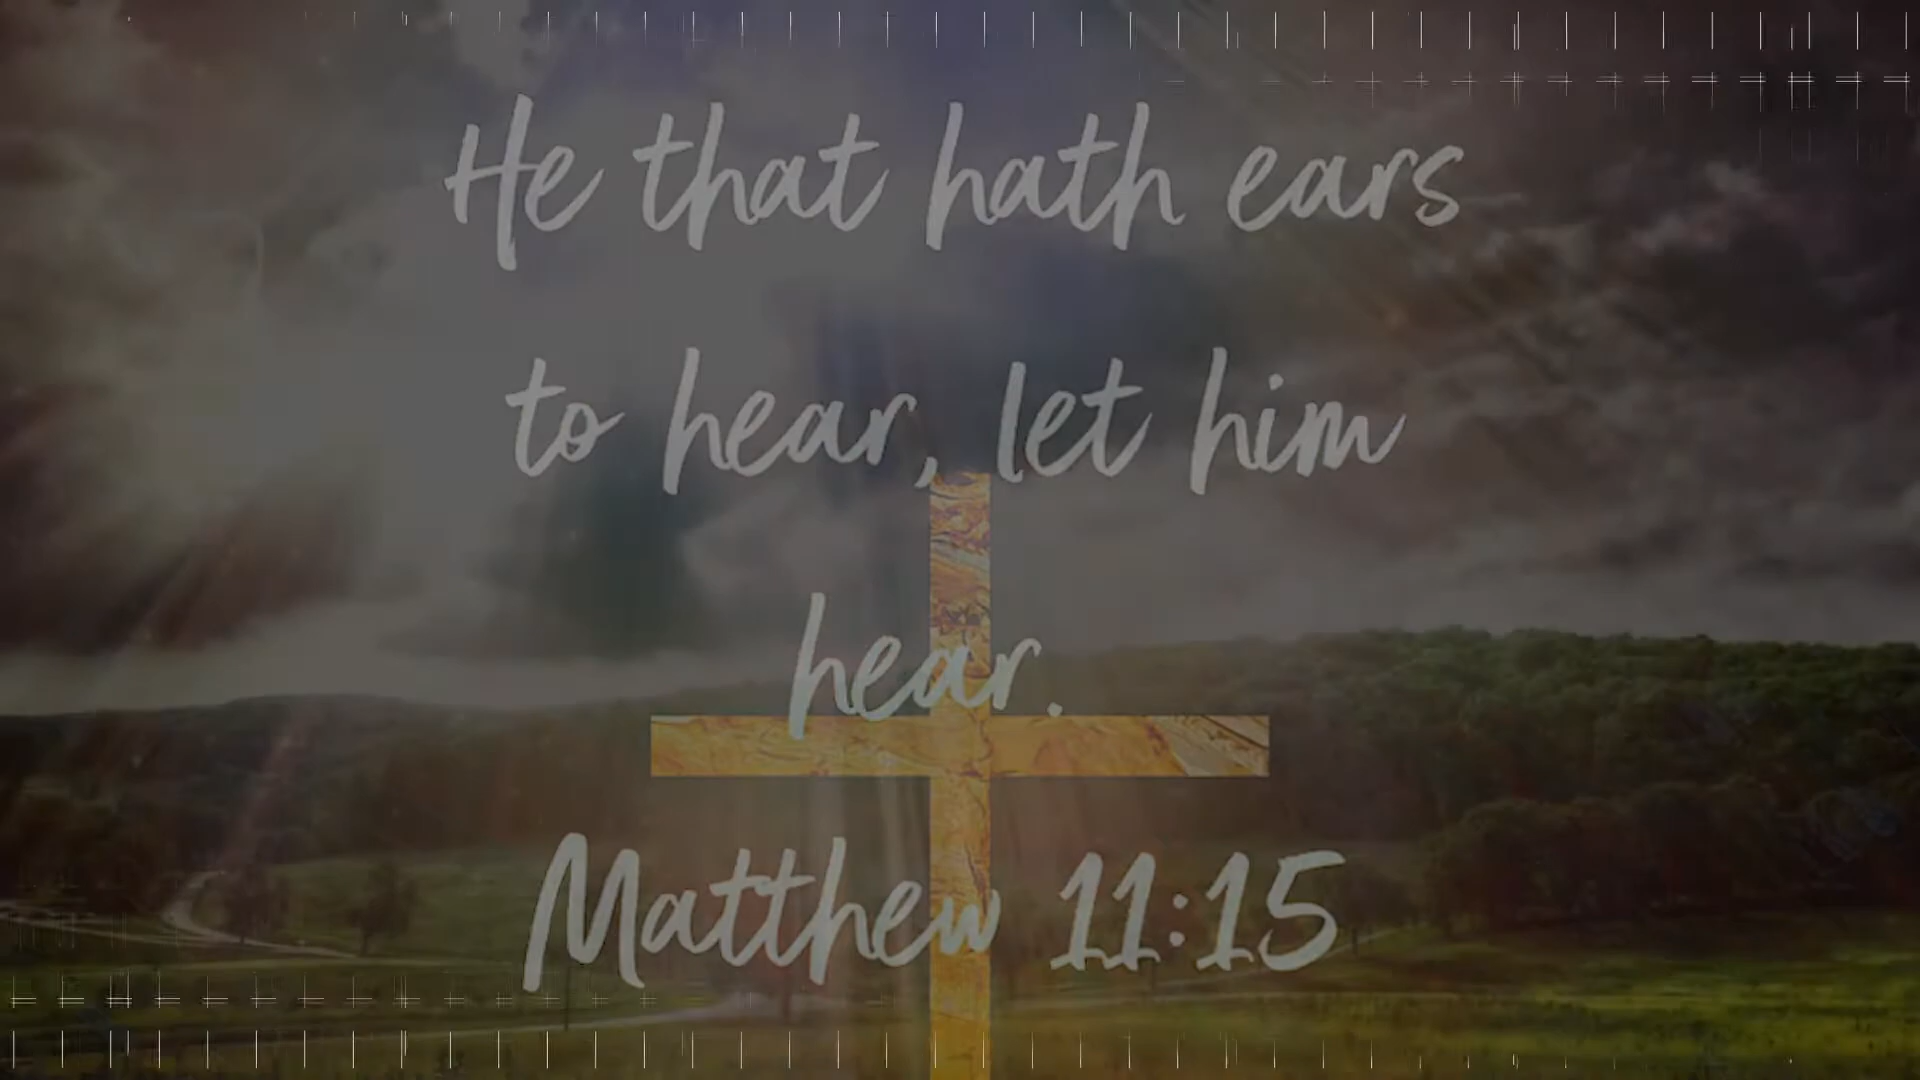 He that hath ears
to hear, let him
hear.
Matthew 11:15